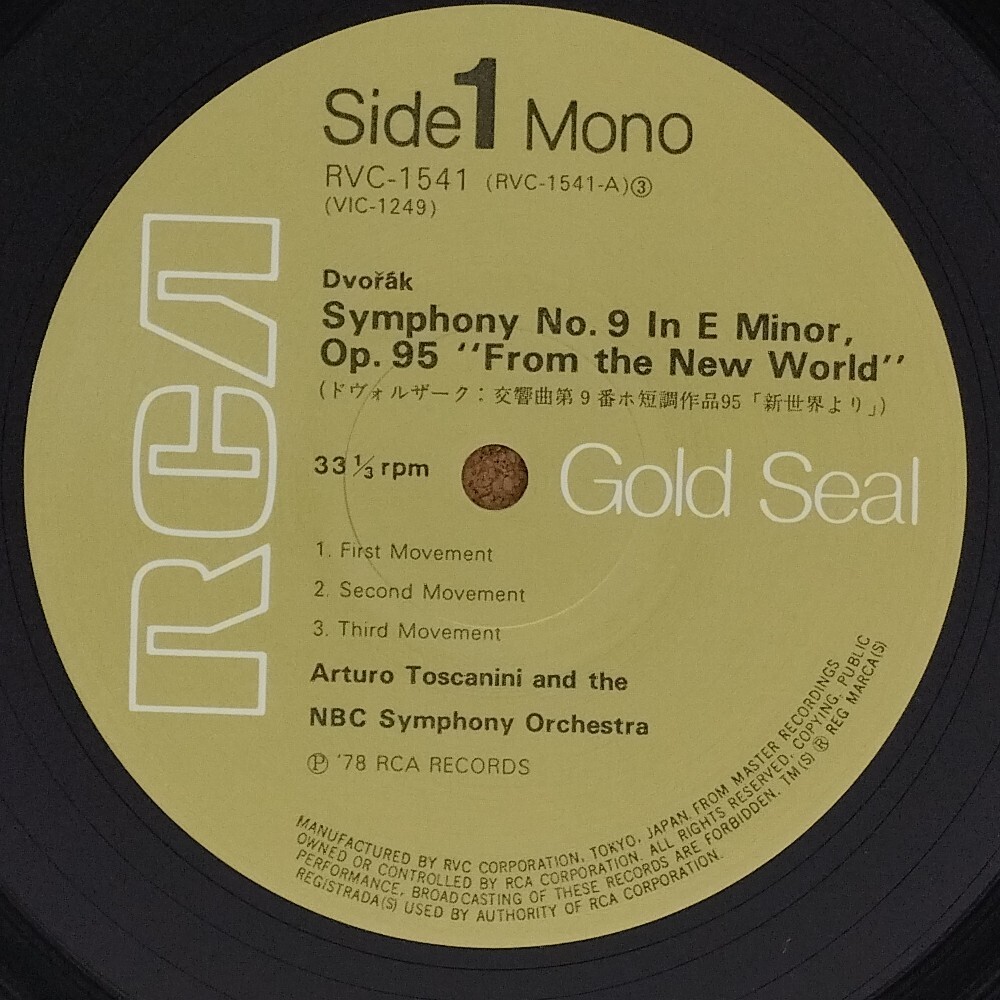 Side 1 Mono
RVC-1541 (RVC-1541-A)③
(VIC-1249)
RCA
Dvořák
Symphony No. 9 In E Minor,
Op. 95 ‘‘From the New World’’
(ドヴォルザーク：交響曲第9番ホ短調作品95「新世界より」)
33 1/3 rpm
Gold Seal
1. First Movement
2. Second Movement
3. Third Movement
Arturo Toscanini and the
NBC Symphony Orchestra
Ⓟ '78 RCA RECORDS
MANUFACTURED BY RVC CORPORATION, TOKYO, JAPAN FROM MASTER RECORDINGS
OWNED OR CONTROLLED BY RCA CORPORATION. ALL RIGHTS RESERVED, COPYING, PUBLIC
PERFORMANCE, BROADCASTING OF THESE RECORDS ARE FORBIDDEN. TM(S) ® REG MARCA(S)
REGISTRADA(S) USED BY AUTHORITY OF RCA CORPORATION.